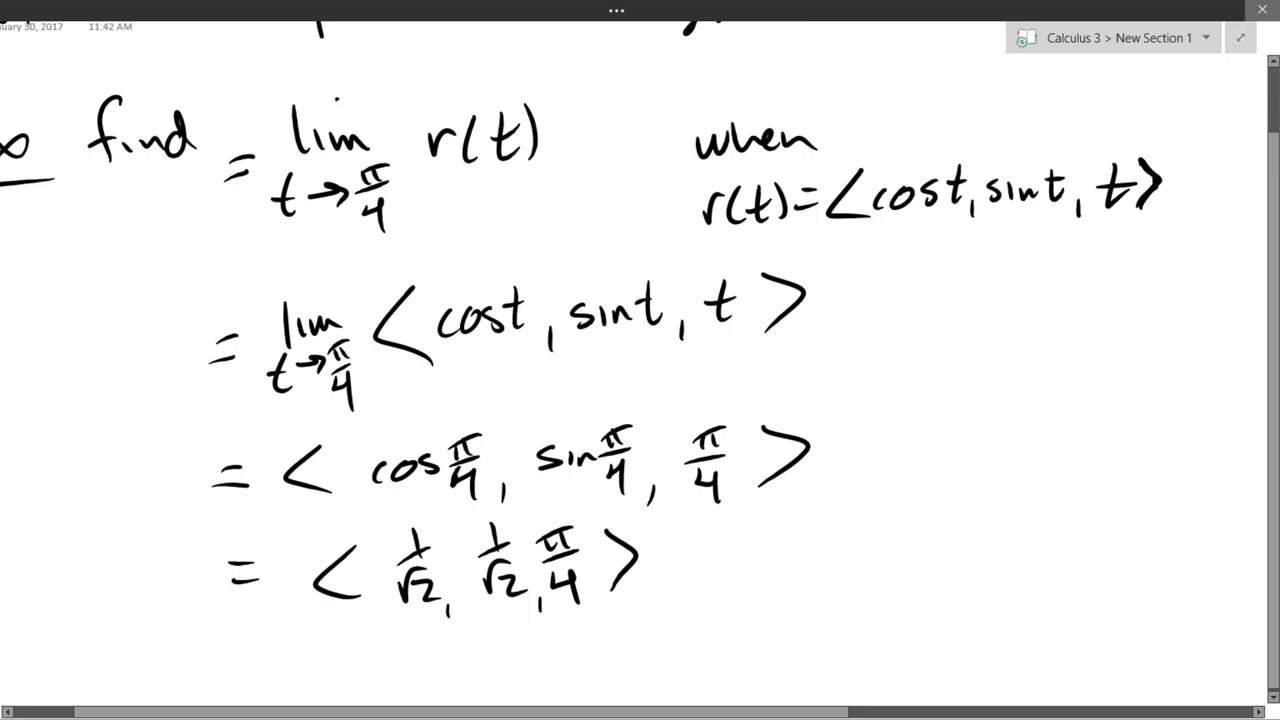 ...
uary 30, 2017 11:42 AM
Calculus 3 > New Section 1
find = lim t→π/4 r(t) when
r(t)=<cost, sint, t>
= lim t→π/4 <cost, sint, t>
= <cos π/4, sin π/4, π/4>
= <1/√2, 1/√2, π/4>